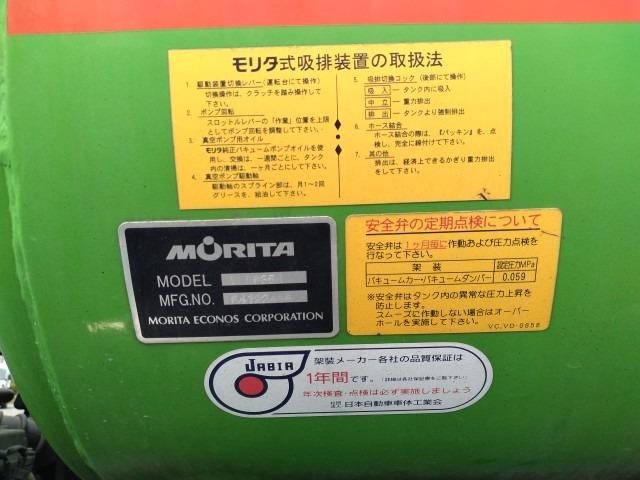 モリタ式吸排装置の取扱法
1. 駆動装置切換レバー（運転台にて操作）
切換操作は、クラッチを踏み操作して
下さい。
2. ポンプ回転
スロットルレバーの「作業」位置を上限
としてポンプ回転を調整して下さい。
3. 真空ポンプ用オイル
モリタ純正バキュームポンプオイルを使
用し、交換は、一週間ごとに、タンク
内の清掃は、一ヶ月ごとにして下さい。
4. 真空ポンプ駆動軸
駆動軸のスプライン部は、月1〜2回
グリースを、給油して下さい。
5. 吸排切換コック（後部にて操作）
吸入 ータンク内に吸入
中立 ー重力排出
排出 ータンクより強制排出
6. ホース結合
ホース結合の際は、『パッキン』を、点
検し、完全に締付けて下さい。
7. 其の他
排出は、経済上できるかぎり重力排出
をして下さい。
MORITA
MODEL
MFG.NO.
MORITA ECONOS CORPORATION
安全弁の定期点検について
安全弁は1ヶ月毎に作動および圧力点検を
行なって下さい。
架装 設定圧力MPa
バキュームカー・バキュームダンパー 0.059
※安全弁はタンク内の異常な圧力上昇を
防止します。
スムーズに作動しない場合はオーバー
ホールを実施して下さい。
VC,VD-0658
JABIA
架装メーカー各社の品質保証は
1年間です。（詳細は各社保証書をご覧下さい）
年次検査・点検は必ず実施しましょう
日本自動車車体工業会